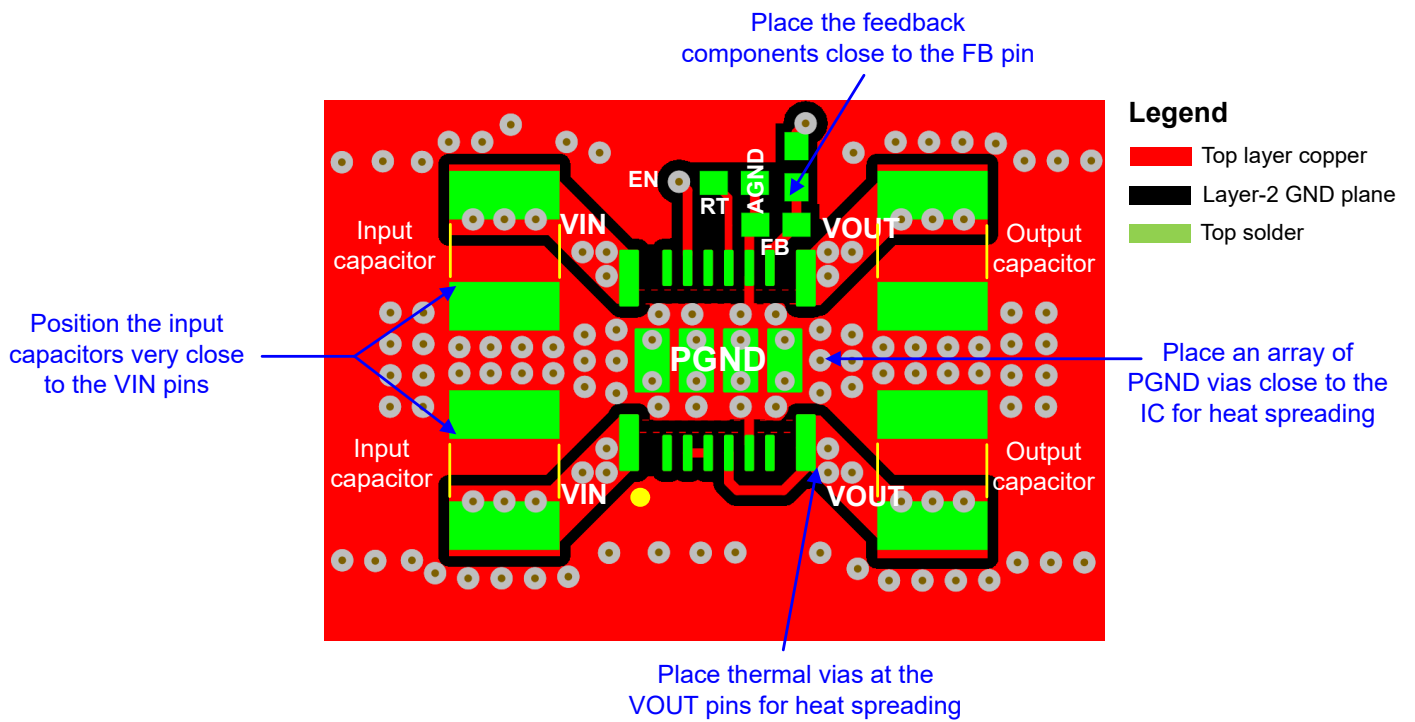 Place the feedback
components close to the FB pin
Legend
Top layer copper
Layer-2 GND plane
Top solder
EN
RT
AGND
FB
VIN
VOUT
Input
capacitor
Output
capacitor
Position the input
capacitors very close
to the VIN pins
PGND
Place an array of
PGND vias close to the
IC for heat spreading
Input
capacitor
Output
capacitor
VIN
VOUT
Place thermal vias at the
VOUT pins for heat spreading